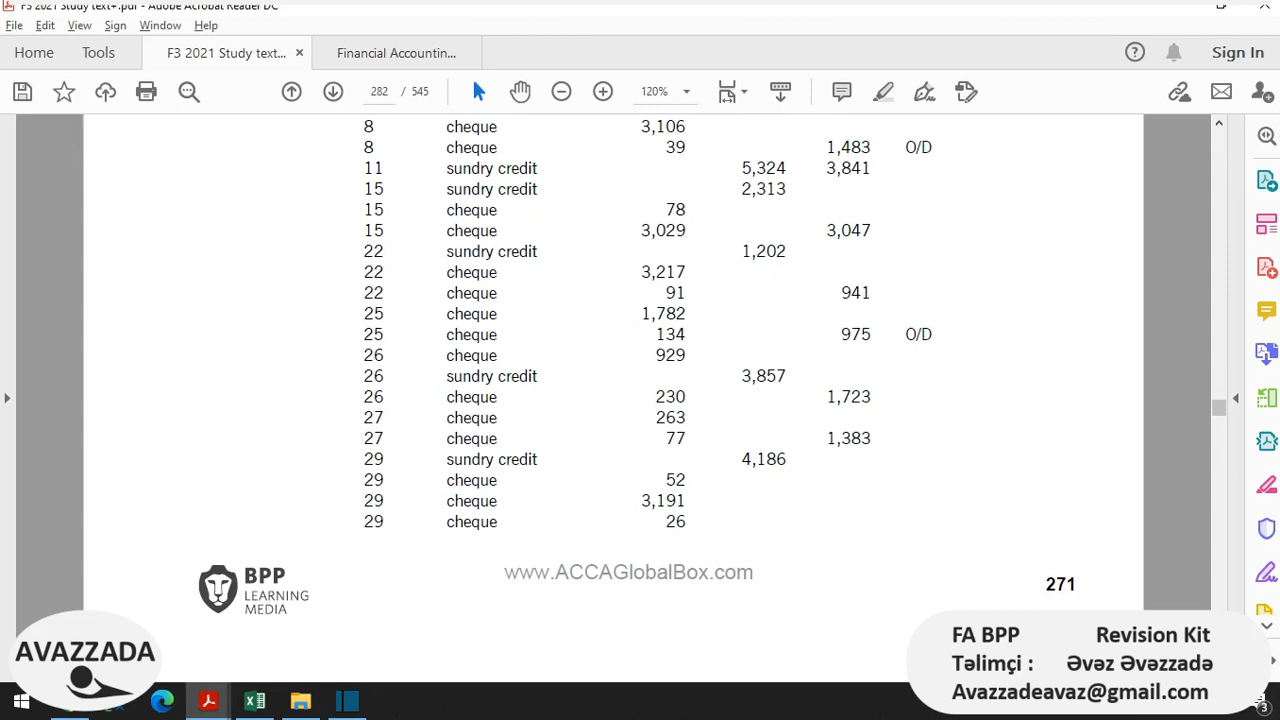 F3 2021 Study text+.pdf - Adobe Acrobat Reader DC
File Edit View Sign Window Help
Home Tools F3 2021 Study text... × Financial Accountin... Sign In
282 / 545 120%
8 cheque 3,106
8 cheque 39 1,483 O/D
11 sundry credit 5,324 3,841
15 sundry credit 2,313
15 cheque 78
15 cheque 3,029 3,047
22 sundry credit 1,202
22 cheque 3,217
22 cheque 91 941
25 cheque 1,782
25 cheque 134 975 O/D
26 cheque 929
26 sundry credit 3,857
26 cheque 230 1,723
27 cheque 263
27 cheque 77 1,383
29 sundry credit 4,186
29 cheque 52
29 cheque 3,191
29 cheque 26
BPP
LEARNING
MEDIA
www.ACCAGlobalBox.com
271
AVAZZADA
FA BPP Revision Kit
Təlimçi : Əvəz Əvəzzadə
Avazzadeavaz@gmail.com
3